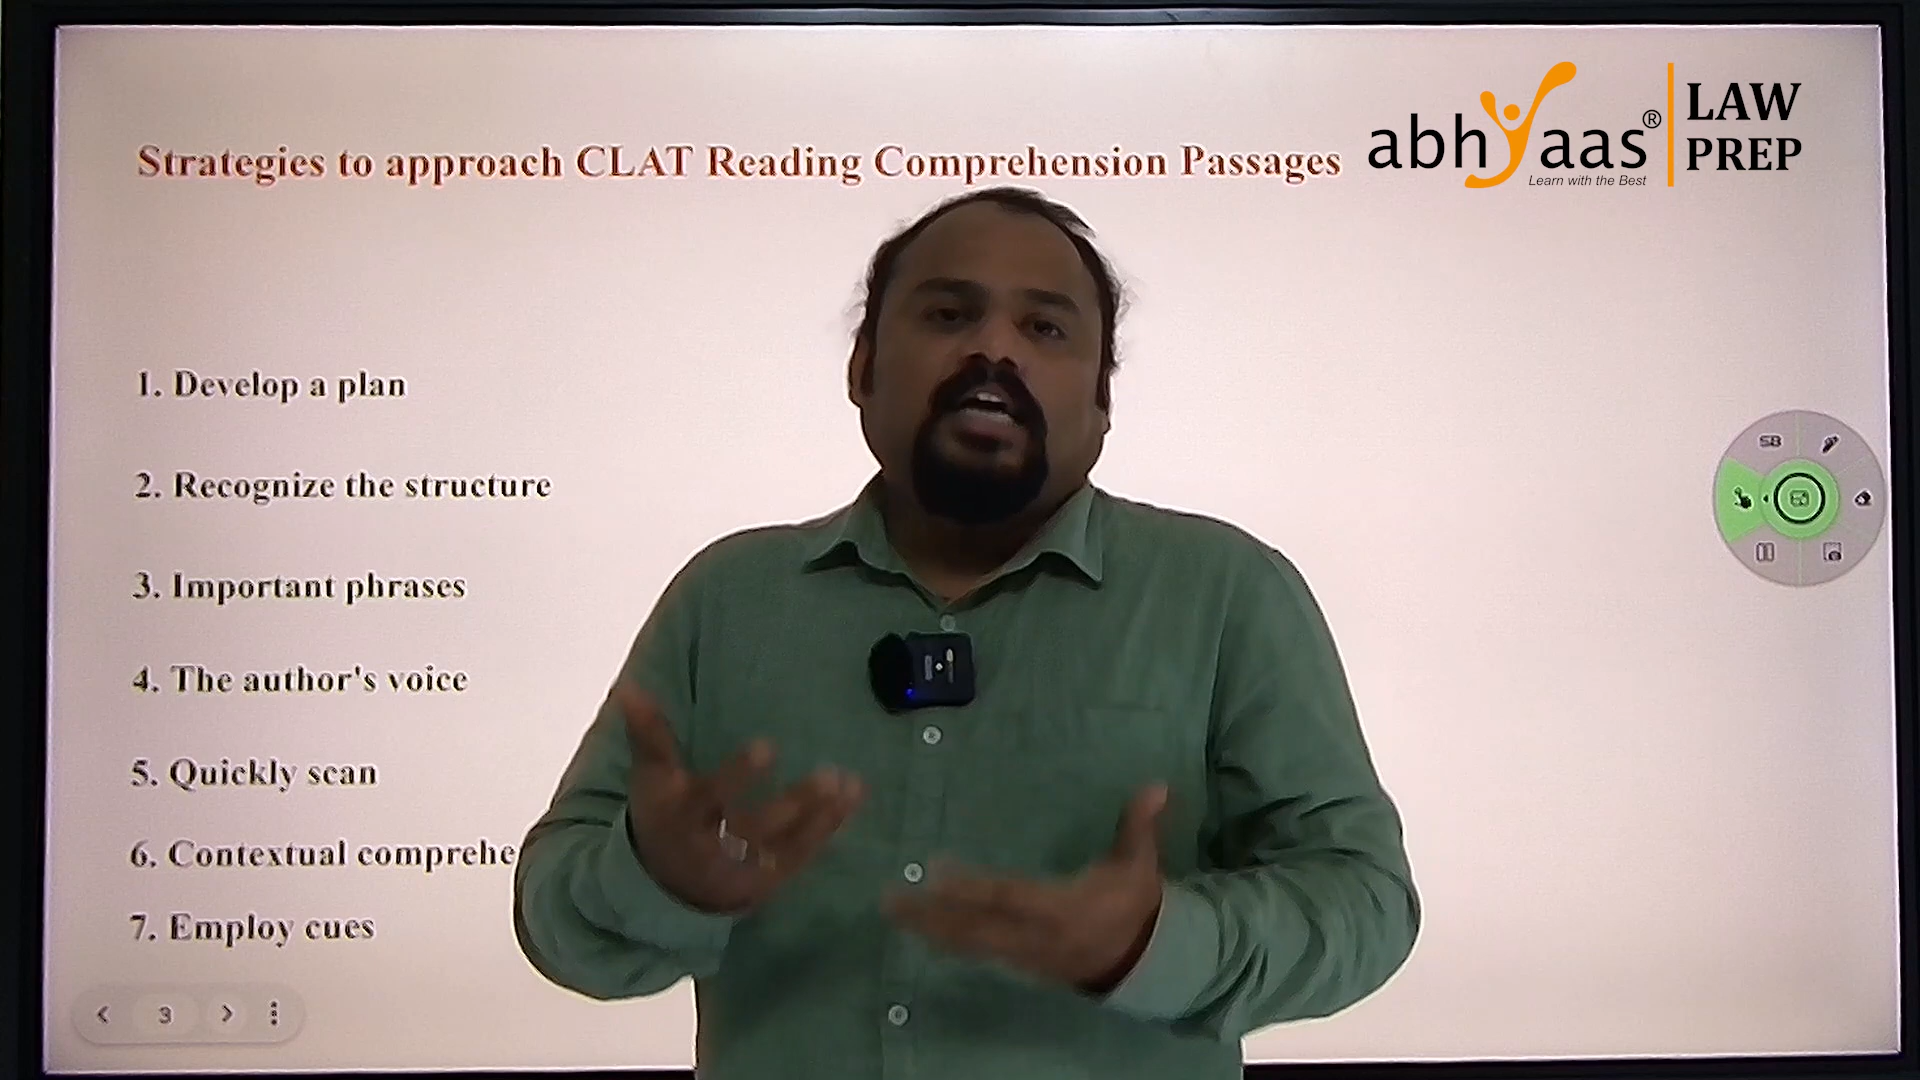 Strategies to approach CLAT Reading Comprehension Passages
abhyaas®
Learn with the Best
LAW
PREP
1. Develop a plan
2. Recognize the structure
3. Important phrases
4. The author's voice
5. Quickly scan
6. Contextual comprehe
7. Employ cues
SB
3